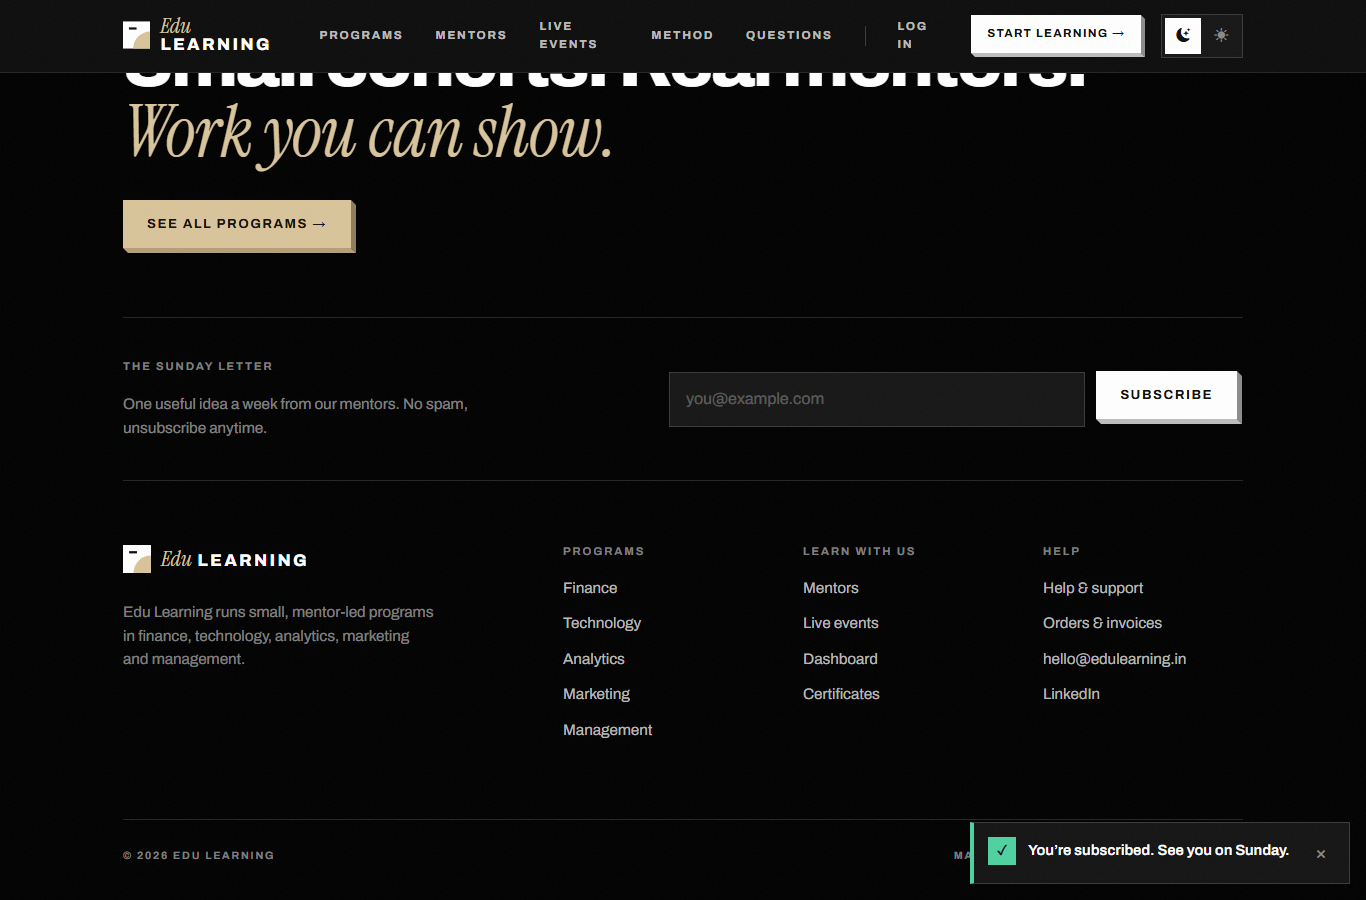 Edu
LEARNING
PROGRAMS
MENTORS
LIVE
EVENTS
METHOD
QUESTIONS
LOG
IN
START LEARNING →
Small cohorts. Real mentors.
Work you can show.
SEE ALL PROGRAMS →
THE SUNDAY LETTER
One useful idea a week from our mentors. No spam,
unsubscribe anytime.
you@example.com
SUBSCRIBE
Edu LEARNING
Edu Learning runs small, mentor-led programs
in finance, technology, analytics, marketing
and management.
PROGRAMS
Finance
Technology
Analytics
Marketing
Management
LEARN WITH US
Mentors
Live events
Dashboard
Certificates
HELP
Help & support
Orders & invoices
hello@edulearning.in
LinkedIn
© 2026 EDU LEARNING
You’re subscribed. See you on Sunday.
×